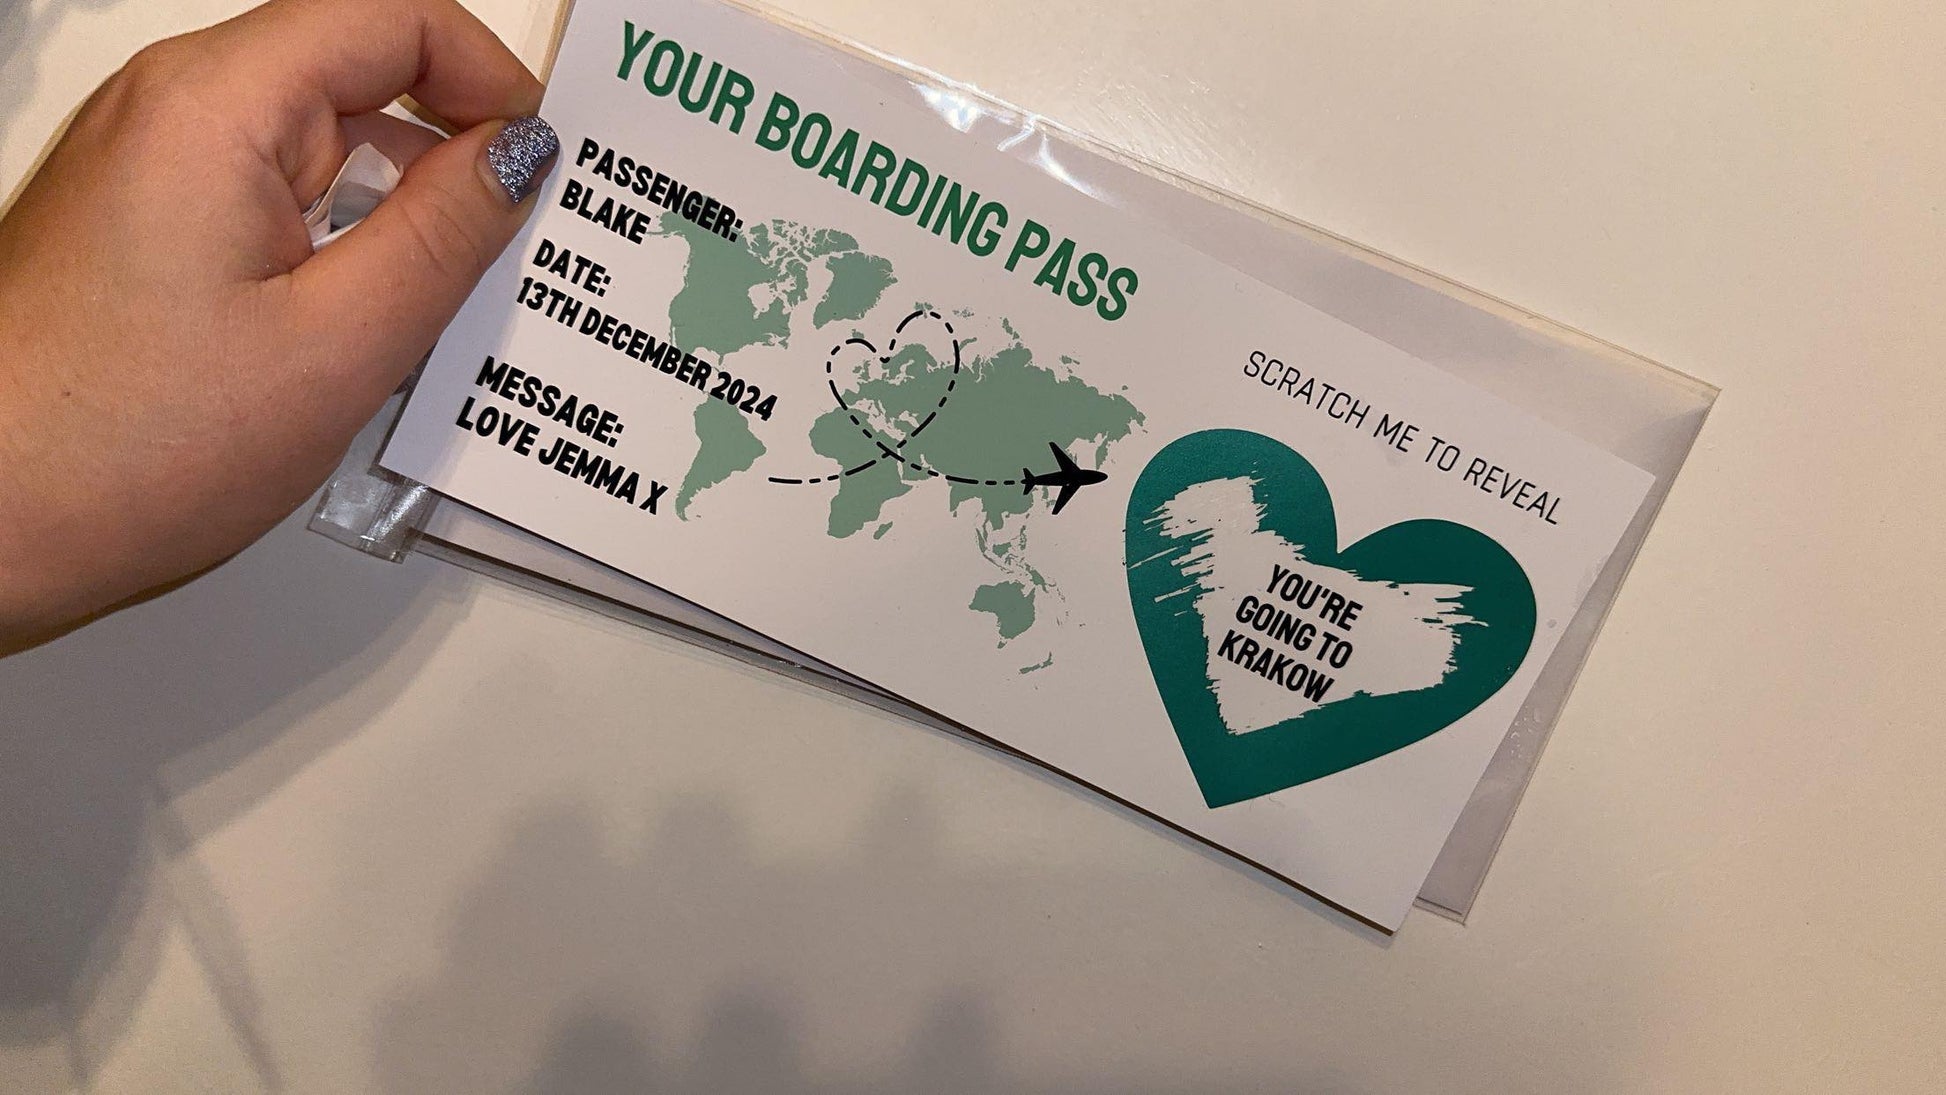 YOUR BOARDING PASS
PASSENGER:
BLAKE
DATE:
13TH DECEMBER 2024
MESSAGE:
LOVE JEMMA X
SCRATCH ME TO REVEAL
YOU'RE
GOING TO
KRAKOW